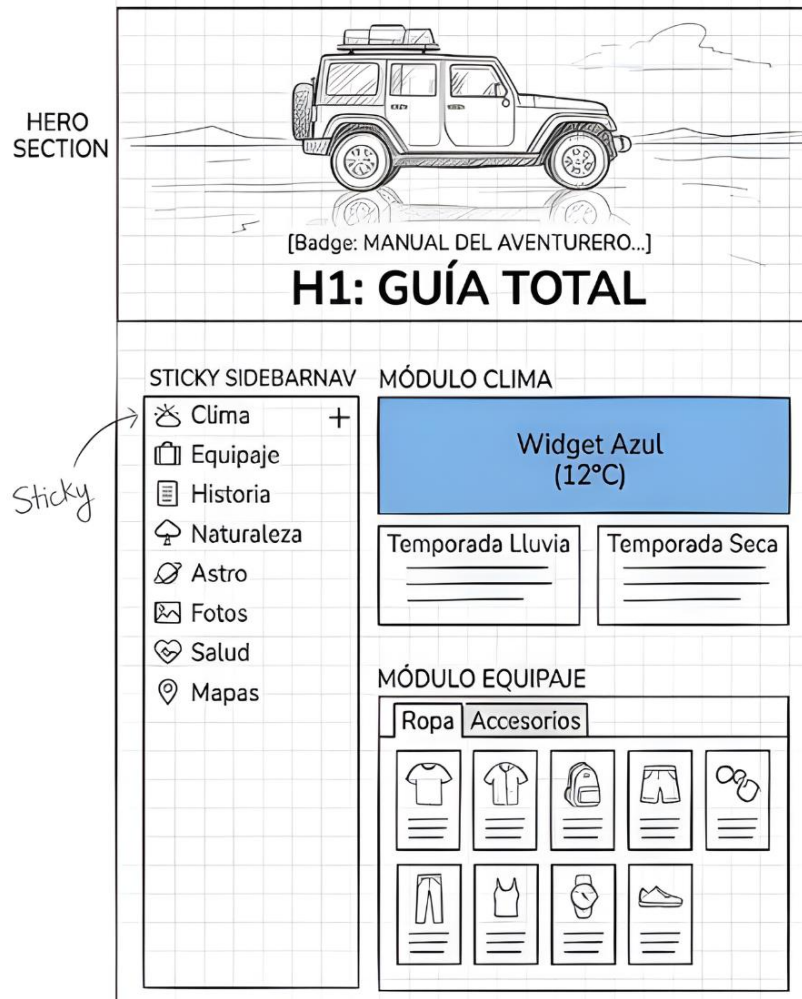 HERO
SECTION
[Badge: MANUAL DEL AVENTURERO...]
H1: GUÍA TOTAL
STICKY SIDEBARNAV
Sticky
Clima +
Equipaje
Historia
Naturaleza
Astro
Fotos
Salud
Mapas
MÓDULO CLIMA
Widget Azul
(12°C)
Temporada Lluvia
Temporada Seca
MÓDULO EQUIPAJE
Ropa
Accesorios